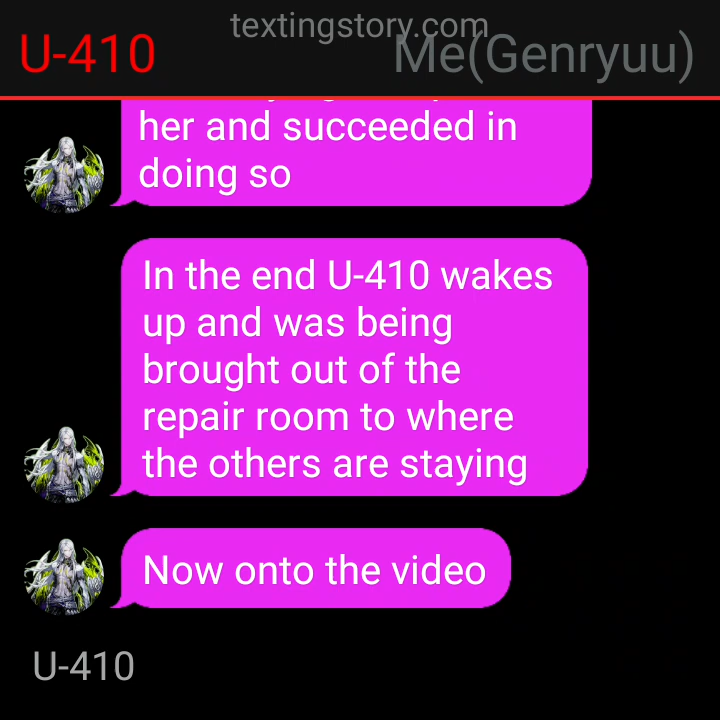 textingstory.com
U-410
Me(Genryuu)
her and succeeded in
doing so
In the end U-410 wakes
up and was being
brought out of the
repair room to where
the others are staying
Now onto the video
U-410